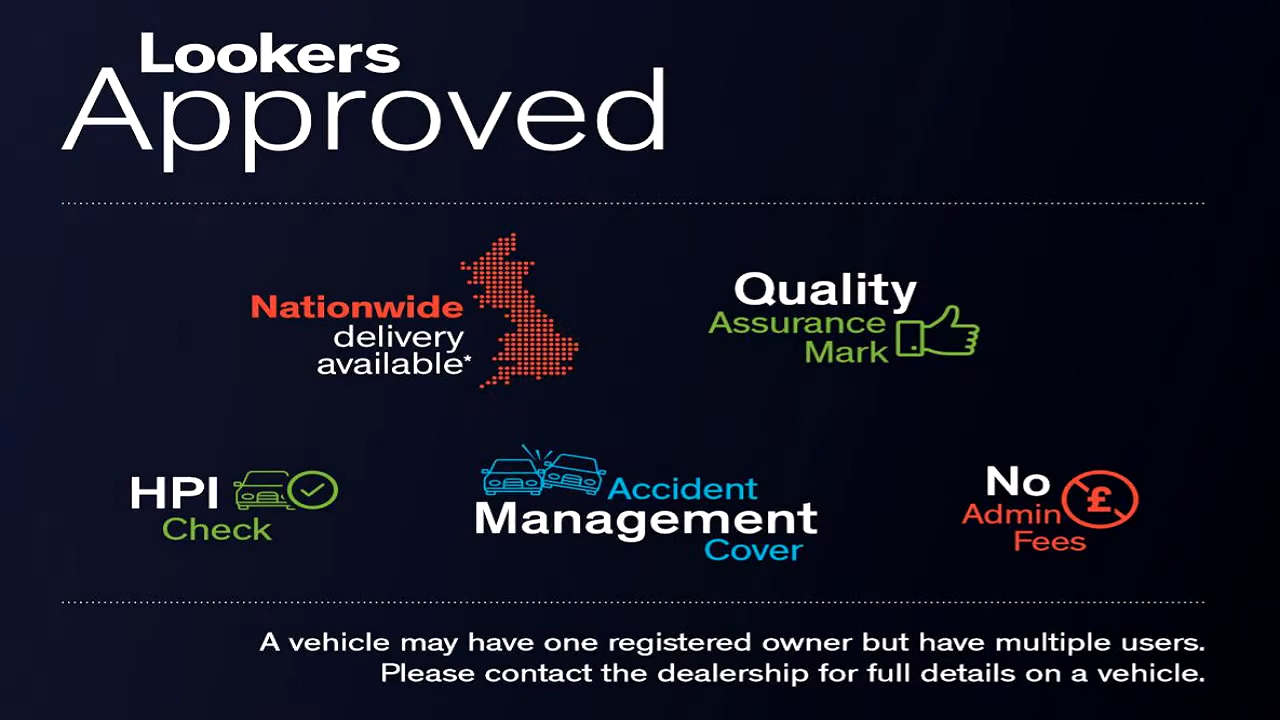 Lookers
Approved
Nationwide
delivery
available*
Quality
Assurance
Mark
HPI
Check
Accident
Management
Cover
No
Admin
Fees
£
A vehicle may have one registered owner but have multiple users.
Please contact the dealership for full details on a vehicle.